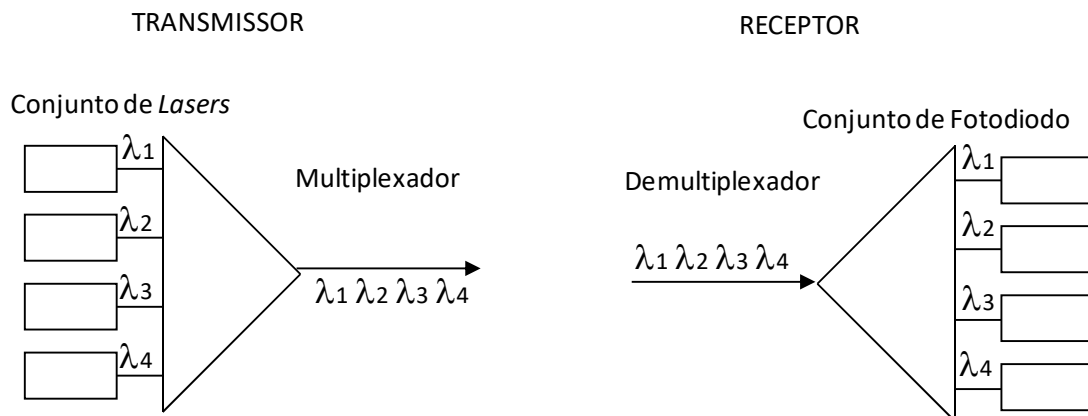 TRANSMISSOR
Conjunto de Lasers
λ1
λ2
λ3
λ4
Multiplexador
λ1 λ2 λ3 λ4
RECEPTOR
Conjunto de Fotodiodo
Demultiplexador
λ1 λ2 λ3 λ4
λ1
λ2
λ3
λ4